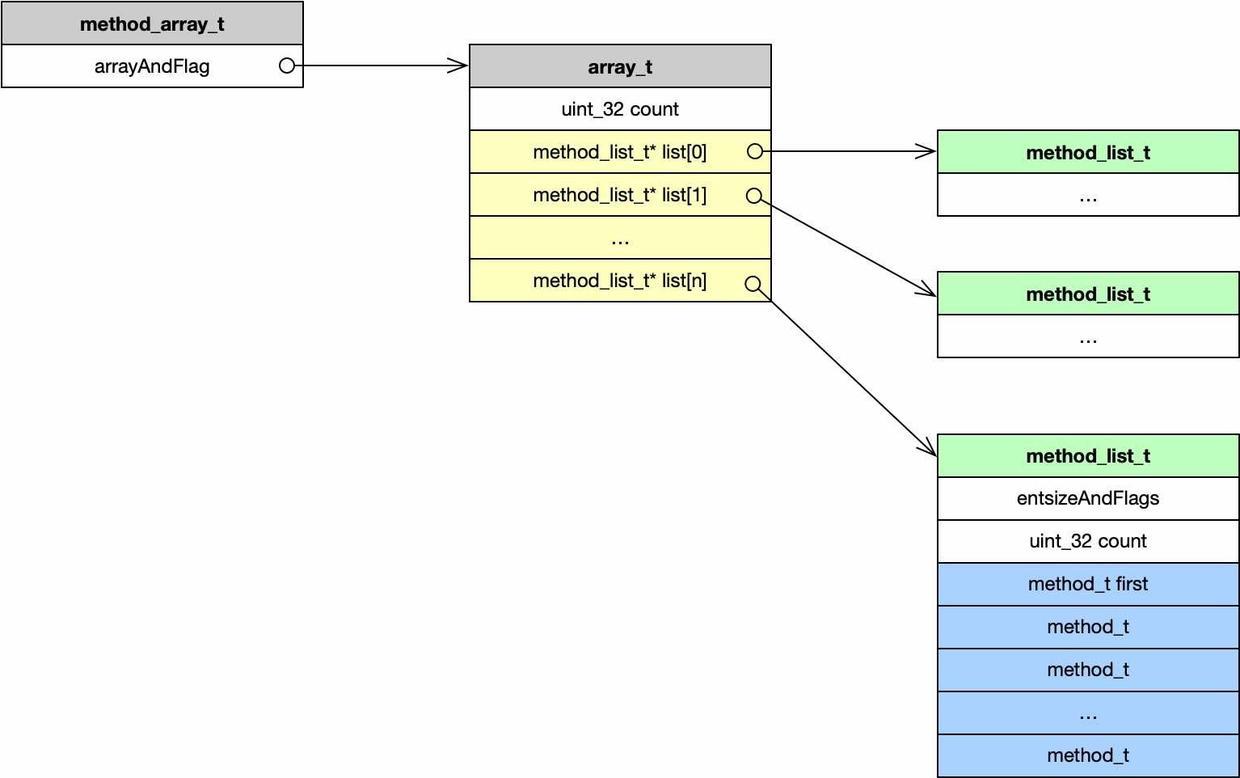 method_array_t
arrayAndFlag
array_t
uint_32 count
method_list_t* list[0]
method_list_t* list[1]
...
method_list_t* list[n]
method_list_t
...
method_list_t
...
method_list_t
entsizeAndFlags
uint_32 count
method_t first
method_t
method_t
...
method_t